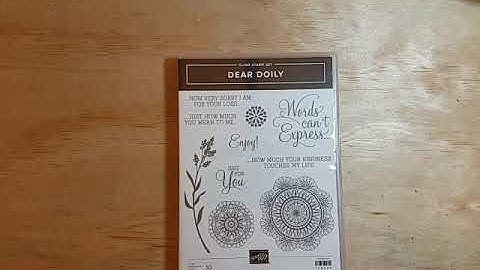 CLING STAMP SET
DEAR DOILY
...HOW VERY SORRY I AM
FOR YOUR LOSS.
Words
can't
Express
...JUST HOW MUCH
YOU MEAN TO ME.
Enjoy!
...HOW MUCH YOUR KINDNESS
TOUCHES MY LIFE.
JUST
FOR
You